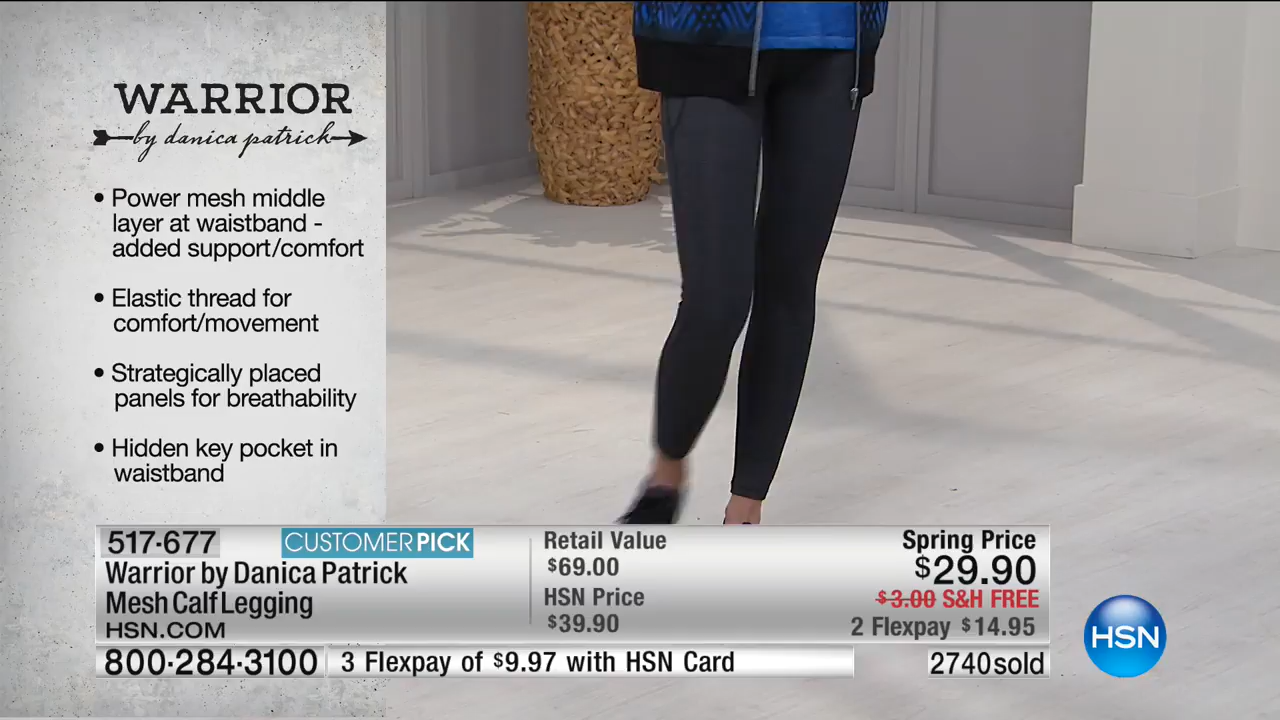 WARRIOR
by danica patrick
• Power mesh middle
layer at waistband -
added support/comfort
• Elastic thread for
comfort/movement
• Strategically placed
panels for breathability
• Hidden key pocket in
waistband
517-677 CUSTOMERPICK
Warrior by Danica Patrick
Mesh Calf Legging
HSN.COM
Retail Value
$69.00
HSN Price
$39.90
Spring Price
$29.90
$3.00 S&H FREE
2 Flexpay $14.95
HSN
800-284-3100 3 Flexpay of $9.97 with HSN Card 2740 sold